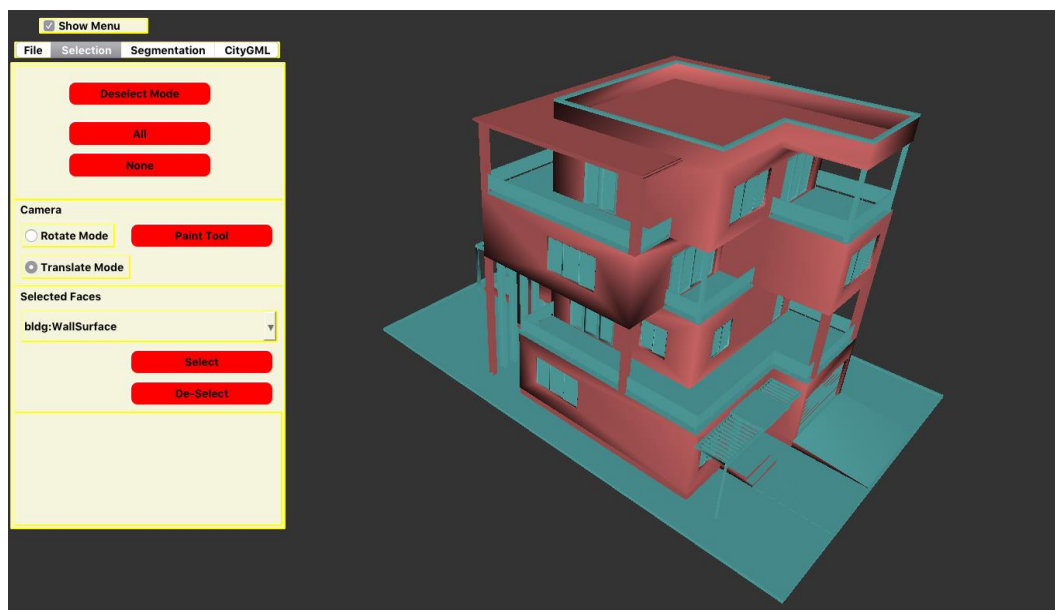 Show Menu
File Selection Segmentation CityGML
Deselect Mode
All
None
Camera
Rotate Mode Paint Tool
Translate Mode
Selected Faces
bldg:WallSurface
Select
De-Select